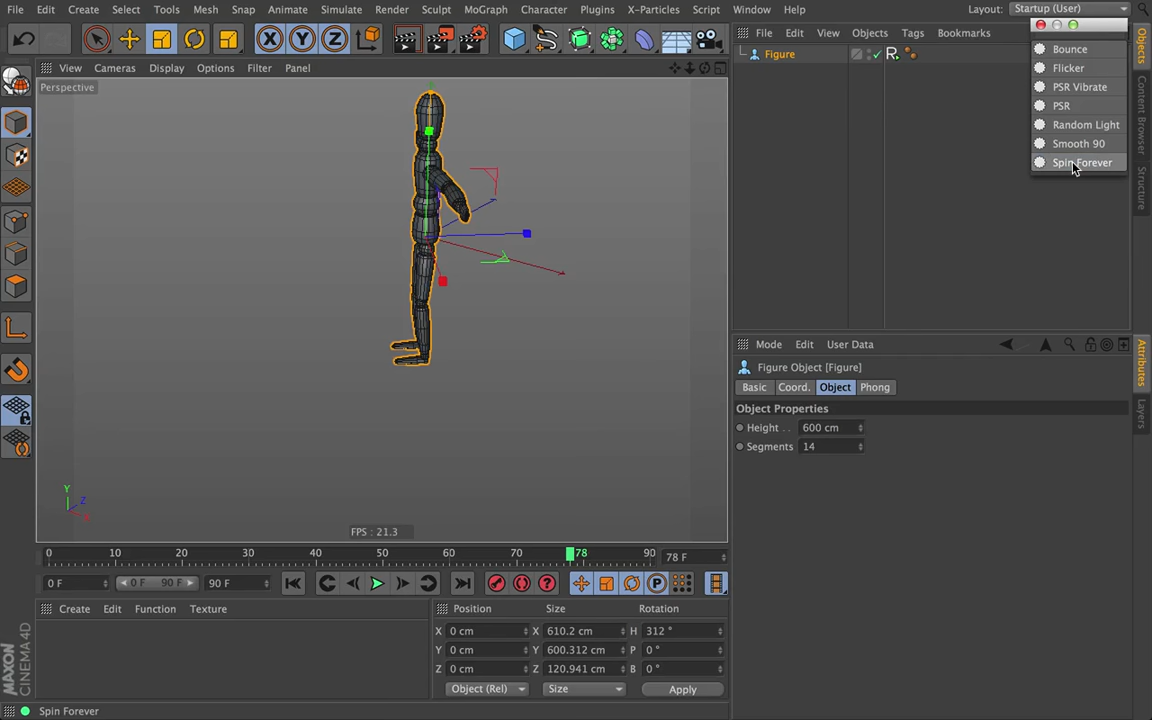 File Edit Create Select Tools Mesh Snap Animate Simulate Render Sculpt MoGraph Character Plugins X-Particles Script Window Help Layout: Startup (User)
File Edit View Objects Tags Bookmarks
Figure
Bounce
Flicker
PSR Vibrate
PSR
Random Light
Smooth 90
Spin Forever
Objects
Content Browser
Structure
View Cameras Display Options Filter Panel
Perspective
X Y Z
Y
Z
X
FPS : 21.3
Mode Edit User Data
Figure Object [Figure]
Basic Coord. Object Phong
Object Properties
Height . . 600 cm
Segments 14
Attributes
Layers
0 10 20 30 40 50 60 70 78 90 78 F
0 F 0 F 90 F 90 F
Create Edit Function Texture
Position Size Rotation
X 0 cm X 610.2 cm H 312 °
Y 0 cm Y 600.312 cm P 0 °
Z 0 cm Z 120.941 cm B 0 °
Object (Rel) Size Apply
MAXON
CINEMA 4D
Spin Forever